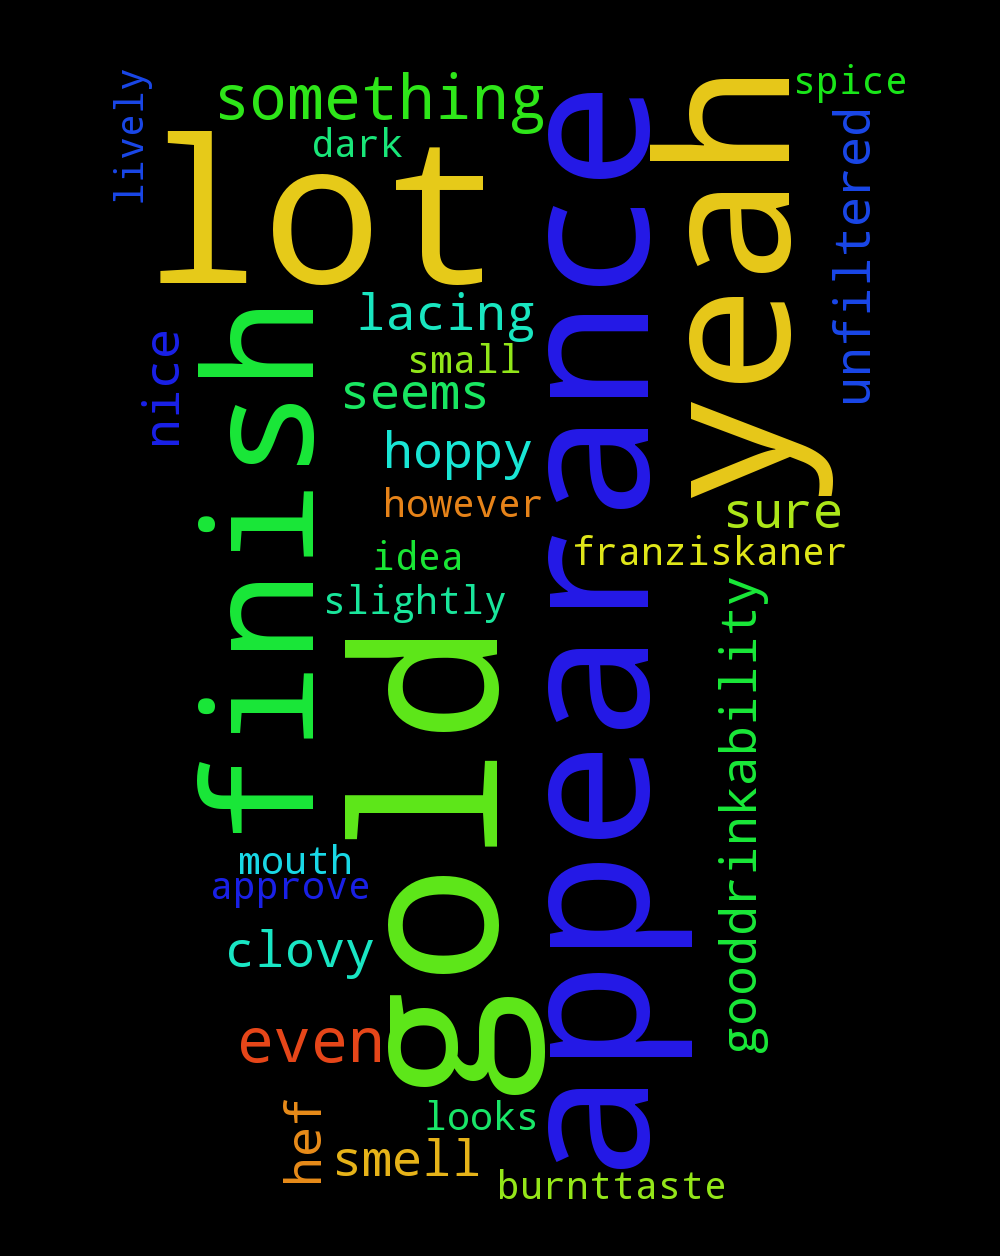 lively
something
spice
dark
lot
yeah
appearance
unfiltered
lacing
finish
nice
small
seems
hoppy
however
sure
franziskaner
idea
slightly
gooddrinkability
gold
mouth
approve
clovy
even
hef
looks
smell
burnttaste